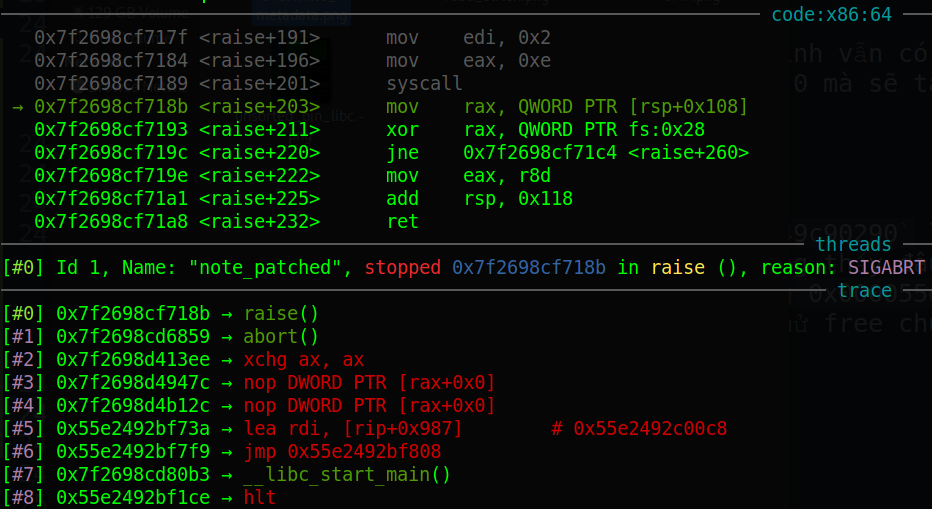 code:x86:64
0x7f2698cf717f <raise+191> mov edi, 0x2
0x7f2698cf7184 <raise+196> mov eax, 0xe
0x7f2698cf7189 <raise+201> syscall
→ 0x7f2698cf718b <raise+203> mov rax, QWORD PTR [rsp+0x108]
0x7f2698cf7193 <raise+211> xor rax, QWORD PTR fs:0x28
0x7f2698cf719c <raise+220> jne 0x7f2698cf71c4 <raise+260>
0x7f2698cf719e <raise+222> mov eax, r8d
0x7f2698cf71a1 <raise+225> add rsp, 0x118
0x7f2698cf71a8 <raise+232> ret
threads
[#0] Id 1, Name: "note_patched", stopped 0x7f2698cf718b in raise (), reason: SIGABRT
trace
[#0] 0x7f2698cf718b → raise()
[#1] 0x7f2698cd6859 → abort()
[#2] 0x7f2698d413ee → xchg ax, ax
[#3] 0x7f2698d4947c → nop DWORD PTR [rax+0x0]
[#4] 0x7f2698d4b12c → nop DWORD PTR [rax+0x0]
[#5] 0x55e2492bf73a → lea rdi, [rip+0x987] # 0x55e2492c00c8
[#6] 0x55e2492bf7f9 → jmp 0x55e2492bf808
[#7] 0x7f2698cd80b3 → __libc_start_main()
[#8] 0x55e2492bf1ce → hlt